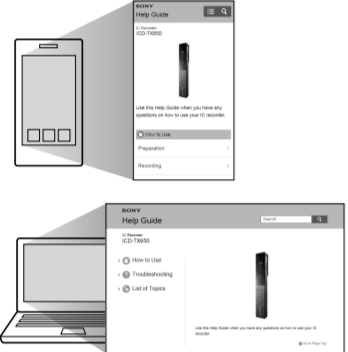 SONY
Help Guide
IC Recorder
ICD-TX650
Use this Help Guide when you have any
questions on how to use your IC recorder.
How to Use
Preparation
Recording
SONY
Help Guide
Search
IC Recorder
ICD-TX650
How to Use
Troubleshooting
List of Topics
Use this Help Guide when you have any questions on how to use your IC
recorder.
Go to Page Top